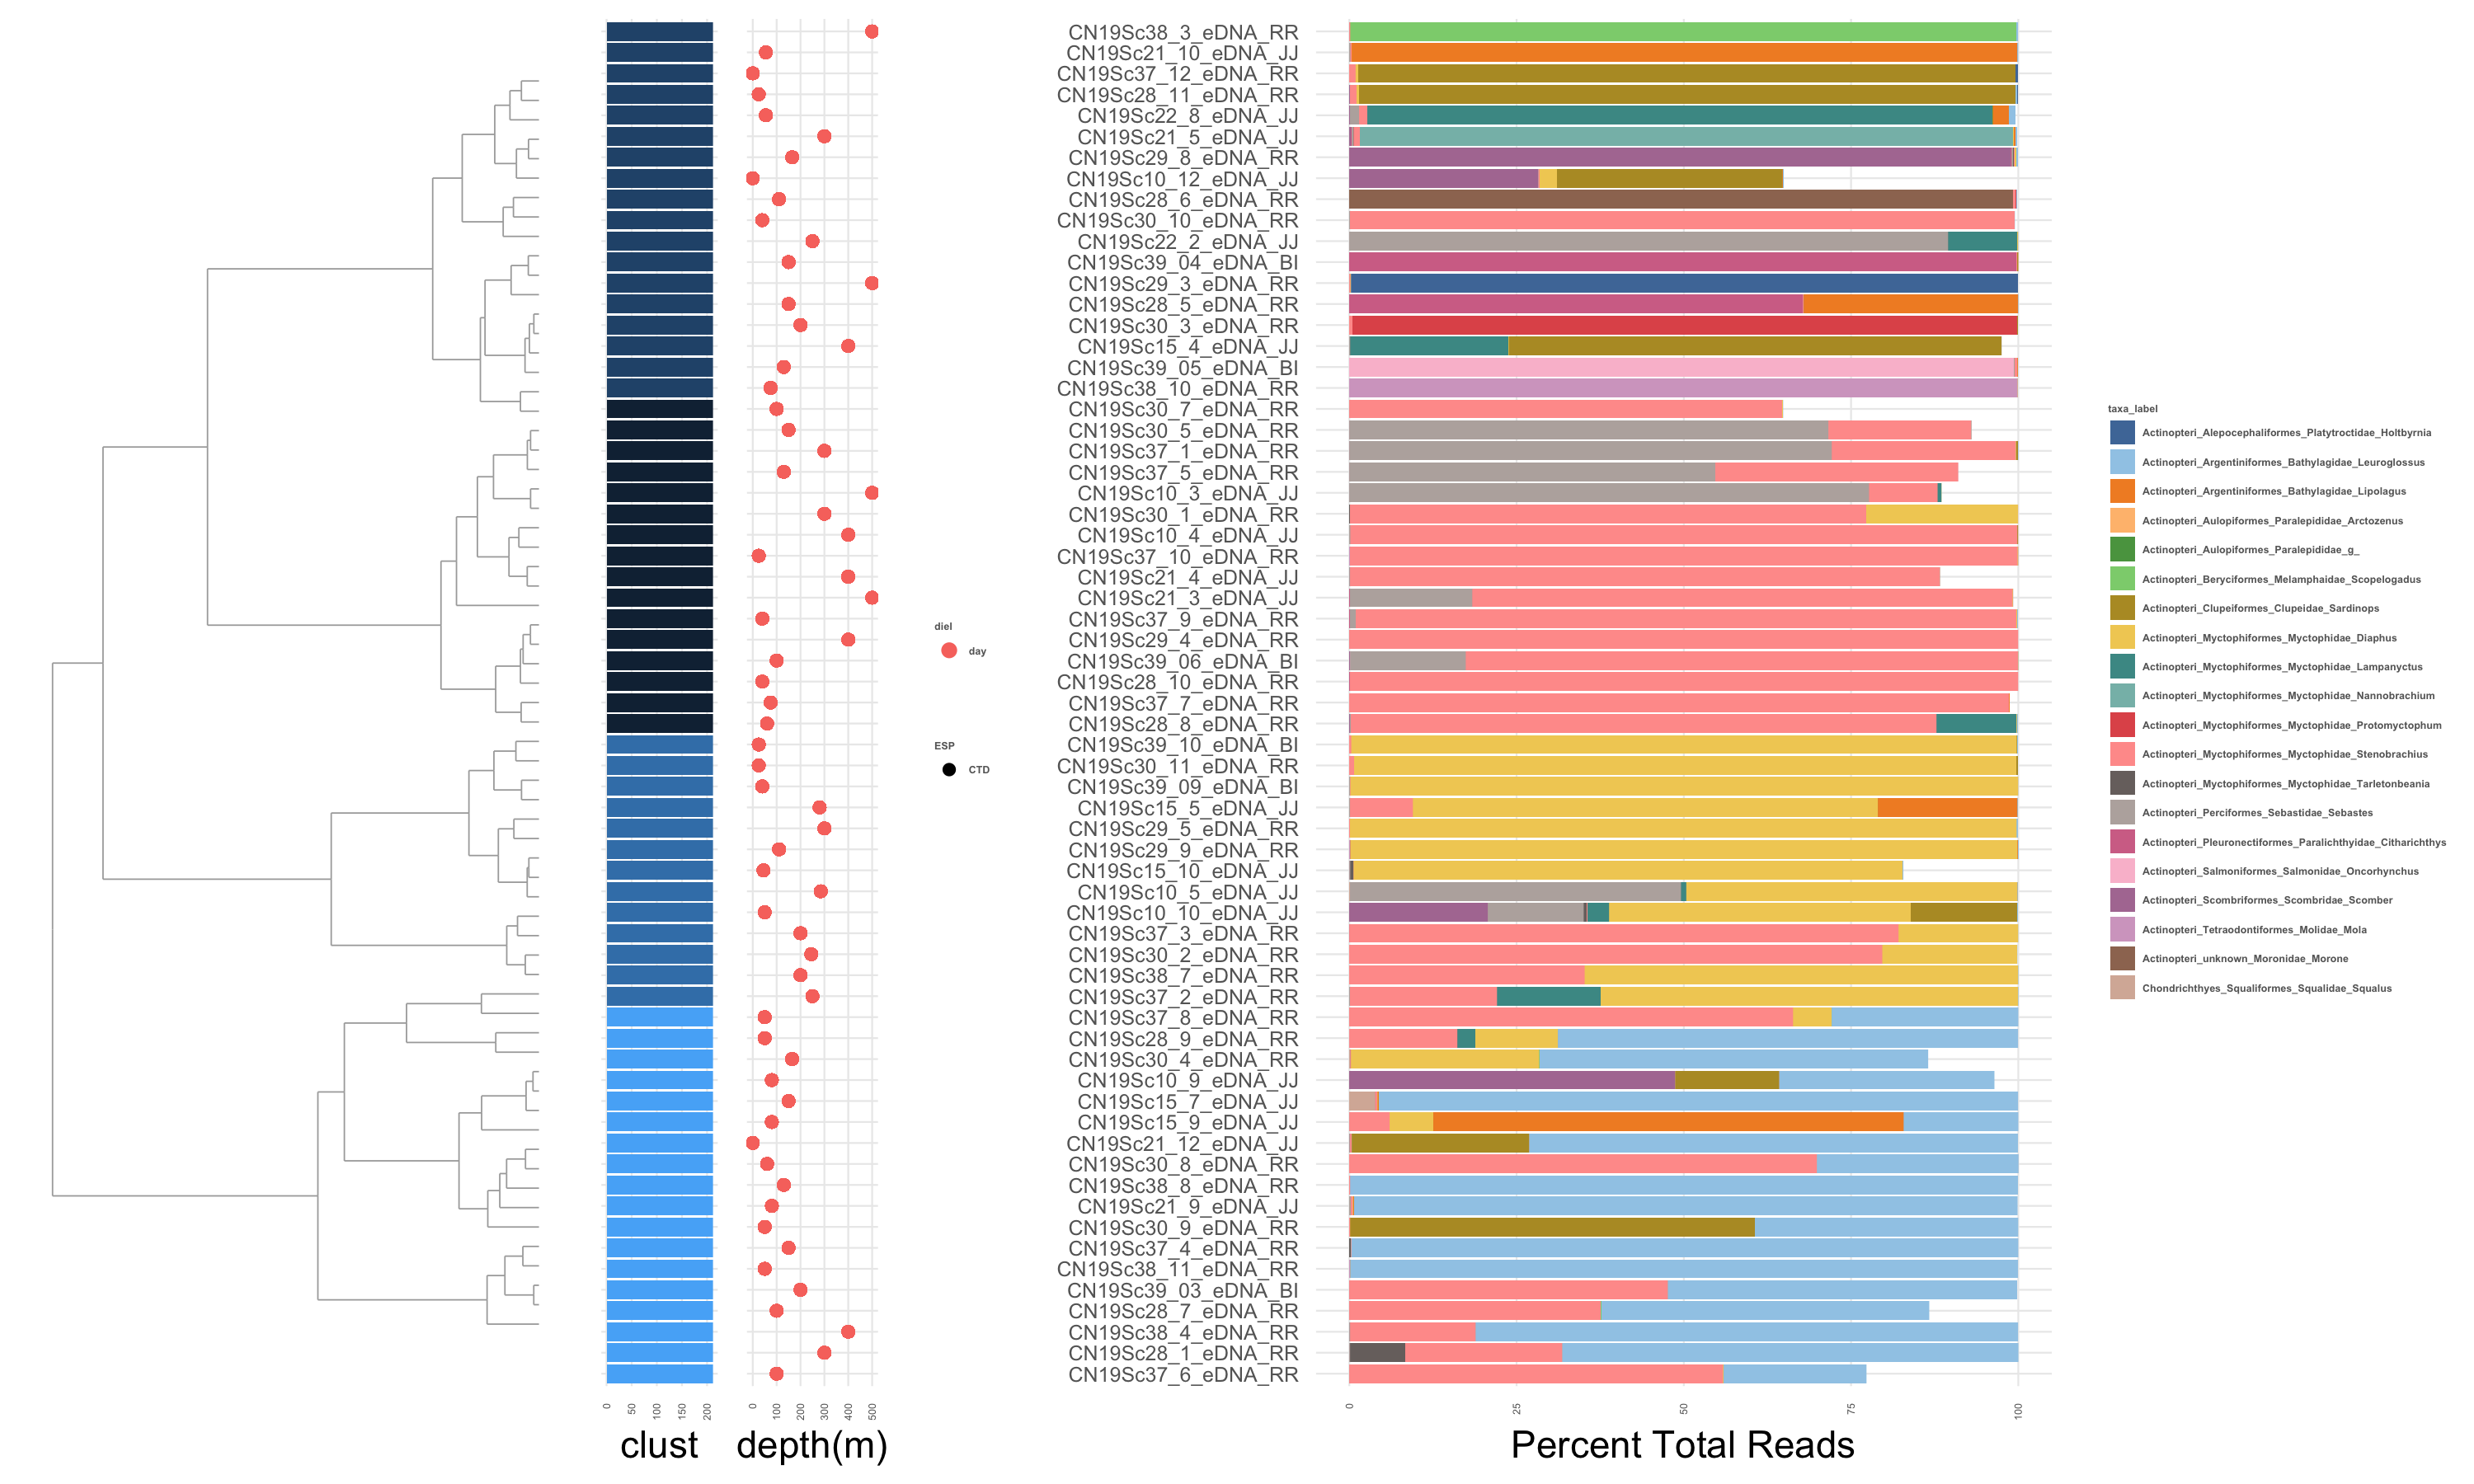 CN19Sc38_3_eDNA_RR
CN19Sc21_10_eDNA_JJ
CN19Sc37_12_eDNA_RR
CN19Sc28_11_eDNA_RR
CN19Sc22_8_eDNA_JJ
CN19Sc21_5_eDNA_JJ
CN19Sc29_8_eDNA_RR
CN19Sc10_12_eDNA_JJ
CN19Sc28_6_eDNA_RR
CN19Sc30_10_eDNA_RR
CN19Sc22_2_eDNA_JJ
CN19Sc39_04_eDNA_BI
CN19Sc29_3_eDNA_RR
CN19Sc28_5_eDNA_RR
CN19Sc30_3_eDNA_RR
CN19Sc15_4_eDNA_JJ
CN19Sc39_05_eDNA_BI
CN19Sc38_10_eDNA_RR
CN19Sc30_7_eDNA_RR
CN19Sc30_5_eDNA_RR
CN19Sc37_1_eDNA_RR
CN19Sc37_5_eDNA_RR
CN19Sc10_3_eDNA_JJ
CN19Sc30_1_eDNA_RR
CN19Sc10_4_eDNA_JJ
CN19Sc37_10_eDNA_RR
CN19Sc21_4_eDNA_JJ
CN19Sc21_3_eDNA_JJ
CN19Sc37_9_eDNA_RR
CN19Sc29_4_eDNA_RR
CN19Sc39_06_eDNA_BI
CN19Sc28_10_eDNA_RR
CN19Sc37_7_eDNA_RR
CN19Sc28_8_eDNA_RR
CN19Sc39_10_eDNA_BI
CN19Sc30_11_eDNA_RR
CN19Sc39_09_eDNA_BI
CN19Sc15_5_eDNA_JJ
CN19Sc29_5_eDNA_RR
CN19Sc29_9_eDNA_RR
CN19Sc15_10_eDNA_JJ
CN19Sc10_5_eDNA_JJ
CN19Sc10_10_eDNA_JJ
CN19Sc37_3_eDNA_RR
CN19Sc30_2_eDNA_RR
CN19Sc38_7_eDNA_RR
CN19Sc37_2_eDNA_RR
CN19Sc37_8_eDNA_RR
CN19Sc28_9_eDNA_RR
CN19Sc30_4_eDNA_RR
CN19Sc10_9_eDNA_JJ
CN19Sc15_7_eDNA_JJ
CN19Sc15_9_eDNA_JJ
CN19Sc21_12_eDNA_JJ
CN19Sc30_8_eDNA_RR
CN19Sc38_8_eDNA_RR
CN19Sc21_9_eDNA_JJ
CN19Sc30_9_eDNA_RR
CN19Sc37_4_eDNA_RR
CN19Sc38_11_eDNA_RR
CN19Sc39_03_eDNA_BI
CN19Sc28_7_eDNA_RR
CN19Sc38_4_eDNA_RR
CN19Sc28_1_eDNA_RR
CN19Sc37_6_eDNA_RR
diel
day
ESP
CTD
0 50 100 150 200
clust
0 100 200 300 400 500
depth(m)
0 25 50 75 100
Percent Total Reads
taxa_label
Actinopteri_Alepocephaliformes_Platytroctidae_Holtbyrnia
Actinopteri_Argentiniformes_Bathylagidae_Leuroglossus
Actinopteri_Argentiniformes_Bathylagidae_Lipolagus
Actinopteri_Aulopiformes_Paralepididae_Arctozenus
Actinopteri_Aulopiformes_Paralepididae_g_
Actinopteri_Beryciformes_Melamphaidae_Scopelogadus
Actinopteri_Clupeiformes_Clupeidae_Sardinops
Actinopteri_Myctophiformes_Myctophidae_Diaphus
Actinopteri_Myctophiformes_Myctophidae_Lampanyctus
Actinopteri_Myctophiformes_Myctophidae_Nannobrachium
Actinopteri_Myctophiformes_Myctophidae_Protomyctophum
Actinopteri_Myctophiformes_Myctophidae_Stenobrachius
Actinopteri_Myctophiformes_Myctophidae_Tarletonbeania
Actinopteri_Perciformes_Sebastidae_Sebastes
Actinopteri_Pleuronectiformes_Paralichthyidae_Citharichthys
Actinopteri_Salmoniformes_Salmonidae_Oncorhynchus
Actinopteri_Scombriformes_Scombridae_Scomber
Actinopteri_Tetraodontiformes_Molidae_Mola
Actinopteri_unknown_Moronidae_Morone
Chondrichthyes_Squaliformes_Squalidae_Squalus